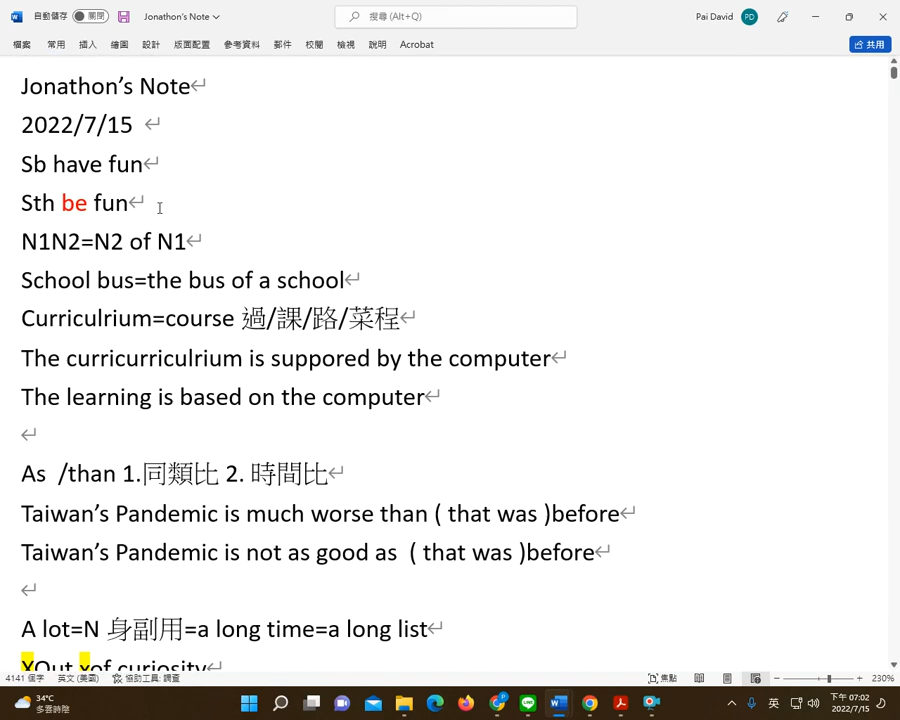 自動儲存 關閉 Jonathon's Note 搜尋 (Alt+Q) Pai David PD
檔案 常用 插入 繪圖 設計 版面配置 參考資料 郵件 校閱 檢視 說明 Acrobat 共用
Jonathon's Note
2022/7/15
Sb have fun
Sth be fun
N1N2=N2 of N1
School bus=the bus of a school
Curriculrium=course 過/課/路/菜程
The curricurriculrium is suppored by the computer
The learning is based on the computer
As /than 1.同類比 2. 時間比
Taiwan's Pandemic is much worse than ( that was )before
Taiwan's Pandemic is not as good as ( that was )before
A lot=N 身副用=a long time=a long list
XOut xof curiosity
4141 個字 英文 (美國) 協助工具: 調查 焦點 230%
34°C
多雲時陰
英
下午 07:02
2022/7/15